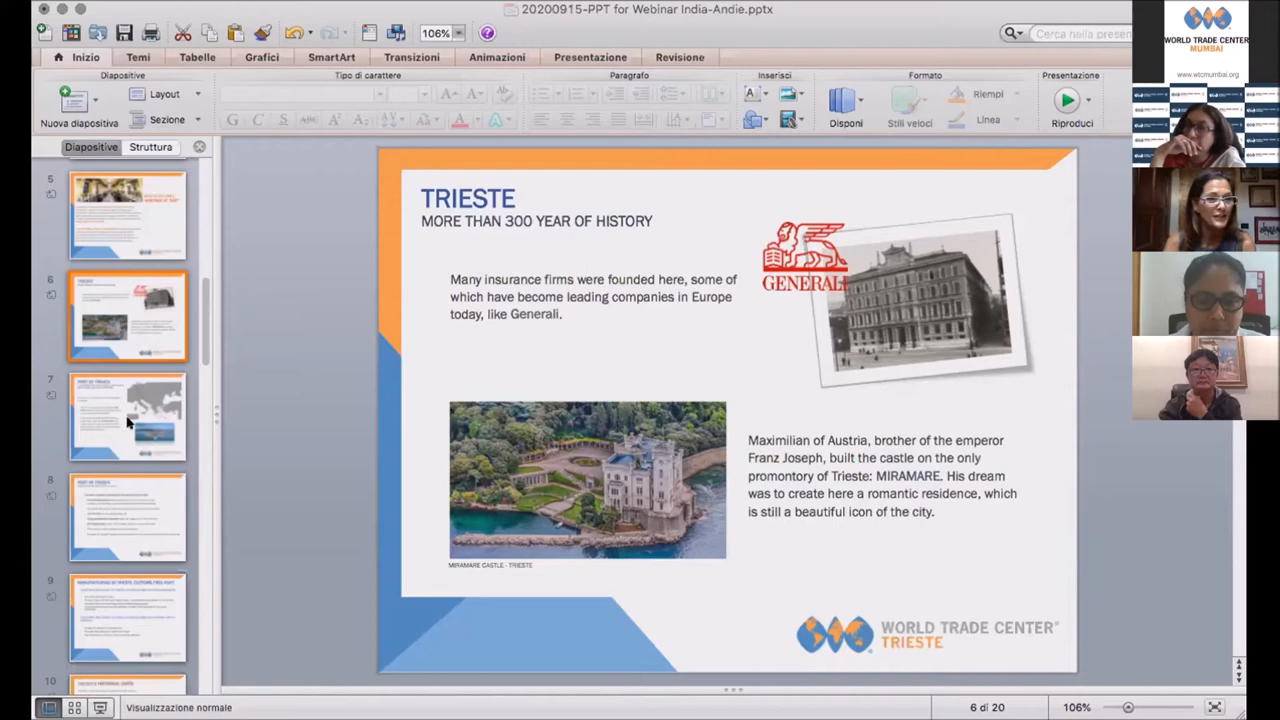 20200915-PPT for Webinar India-Andie.pptx
106%
Cerca nella presen
Inizio
Temi
Tabelle
Grafici
SmartArt
Transizioni
Animazioni
Presentazione
Revisione
Diapositive
Tipo di carattere
Paragrafo
Inserisci
Formato
Presentazione
Nuova diapositiva
Layout
Sezione
G C S
Disponi
Stili veloci
Riempi
Linea
Riproduci
Diapositive
Struttura
5
6
7
8
9
10
TRIESTE
MORE THAN 300 YEAR OF HISTORY
Many insurance firms were founded here, some of
which have become leading companies in Europe
today, like Generali.
GENERALI
MIRAMARE CASTLE - TRIESTE
Maximilian of Austria, brother of the emperor
Franz Joseph, built the castle on the only
promomtory of Trieste: MIRAMARE. His dream
was to create here a romantic residence, which
is still a beautiful icon of the city.
WORLD TRADE CENTER®
TRIESTE
WORLD TRADE CENTER
MUMBAI
www.wtcmumbai.org
Visualizzazione normale
6 di 20
106%